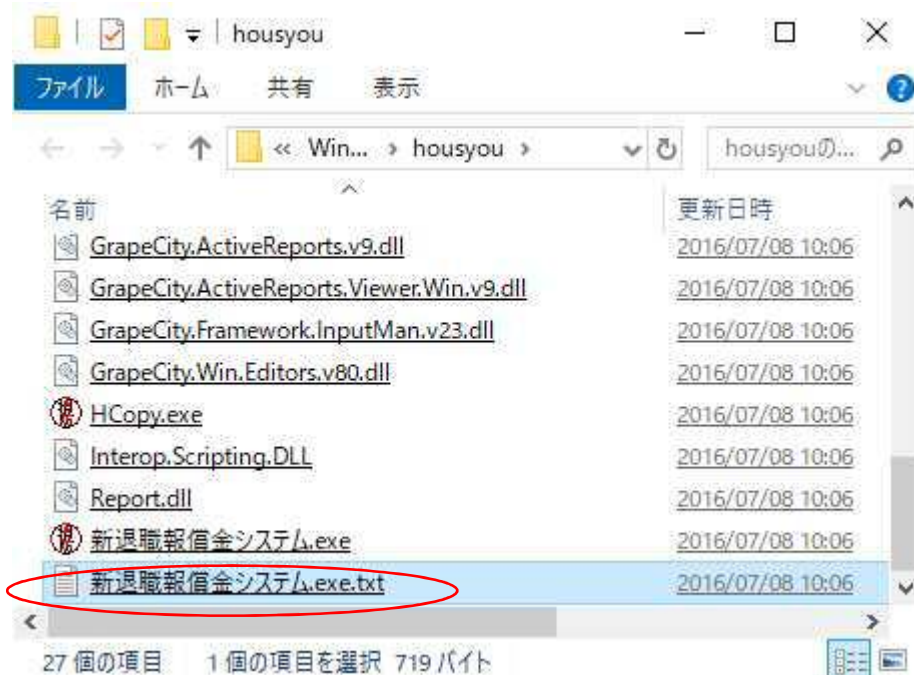 housyou
ファイル ホーム 共有 表示
« Win... › housyou › housyouの...
名前 更新日時
GrapeCity.ActiveReports.v9.dll 2016/07/08 10:06
GrapeCity.ActiveReports.Viewer.Win.v9.dll 2016/07/08 10:06
GrapeCity.Framework.InputMan.v23.dll 2016/07/08 10:06
GrapeCity.Win.Editors.v80.dll 2016/07/08 10:06
HCopy.exe 2016/07/08 10:06
Interop.Scripting.DLL 2016/07/08 10:06
Report.dll 2016/07/08 10:06
新退職報償金システム.exe 2016/07/08 10:06
新退職報償金システム.exe.txt 2016/07/08 10:06
27 個の項目 1 個の項目を選択 719 バイト